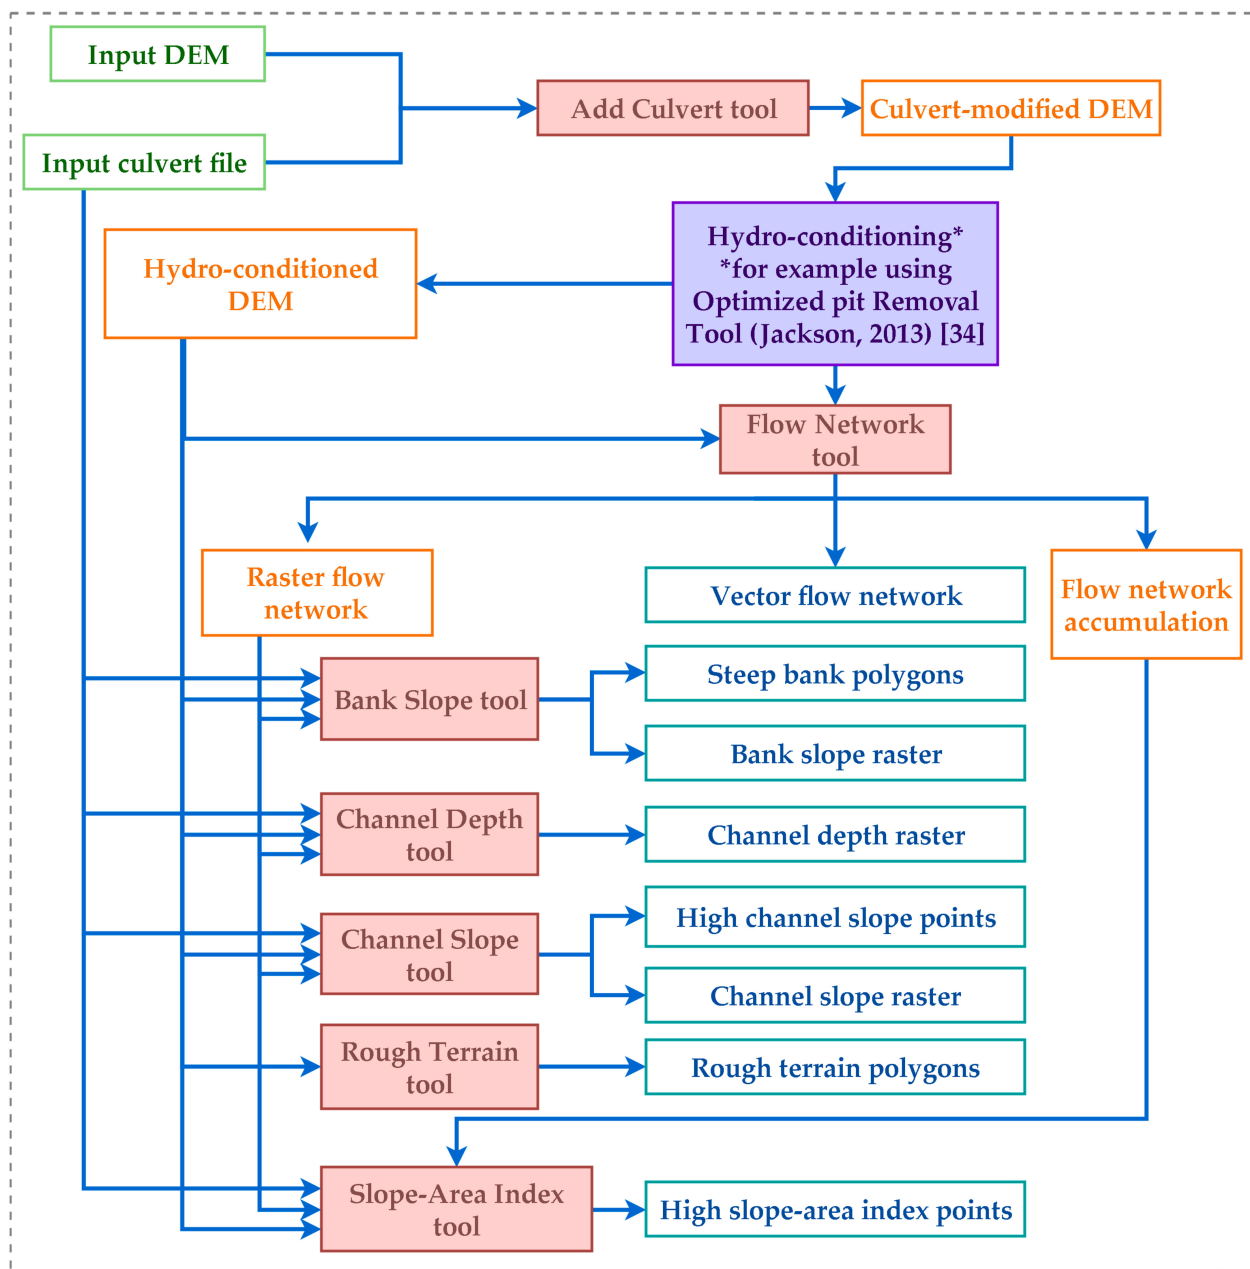 Input DEM
Add Culvert tool
Culvert-modified DEM
Input culvert file
Hydro-conditioning*
*for example using
Optimized pit Removal
Tool (Jackson, 2013) [34]
Hydro-conditioned
DEM
Flow Network
tool
Raster flow
network
Vector flow network
Flow network
accumulation
Bank Slope tool
Steep bank polygons
Bank slope raster
Channel Depth
tool
Channel depth raster
Channel Slope
tool
High channel slope points
Channel slope raster
Rough Terrain
tool
Rough terrain polygons
Slope-Area Index
tool
High slope-area index points